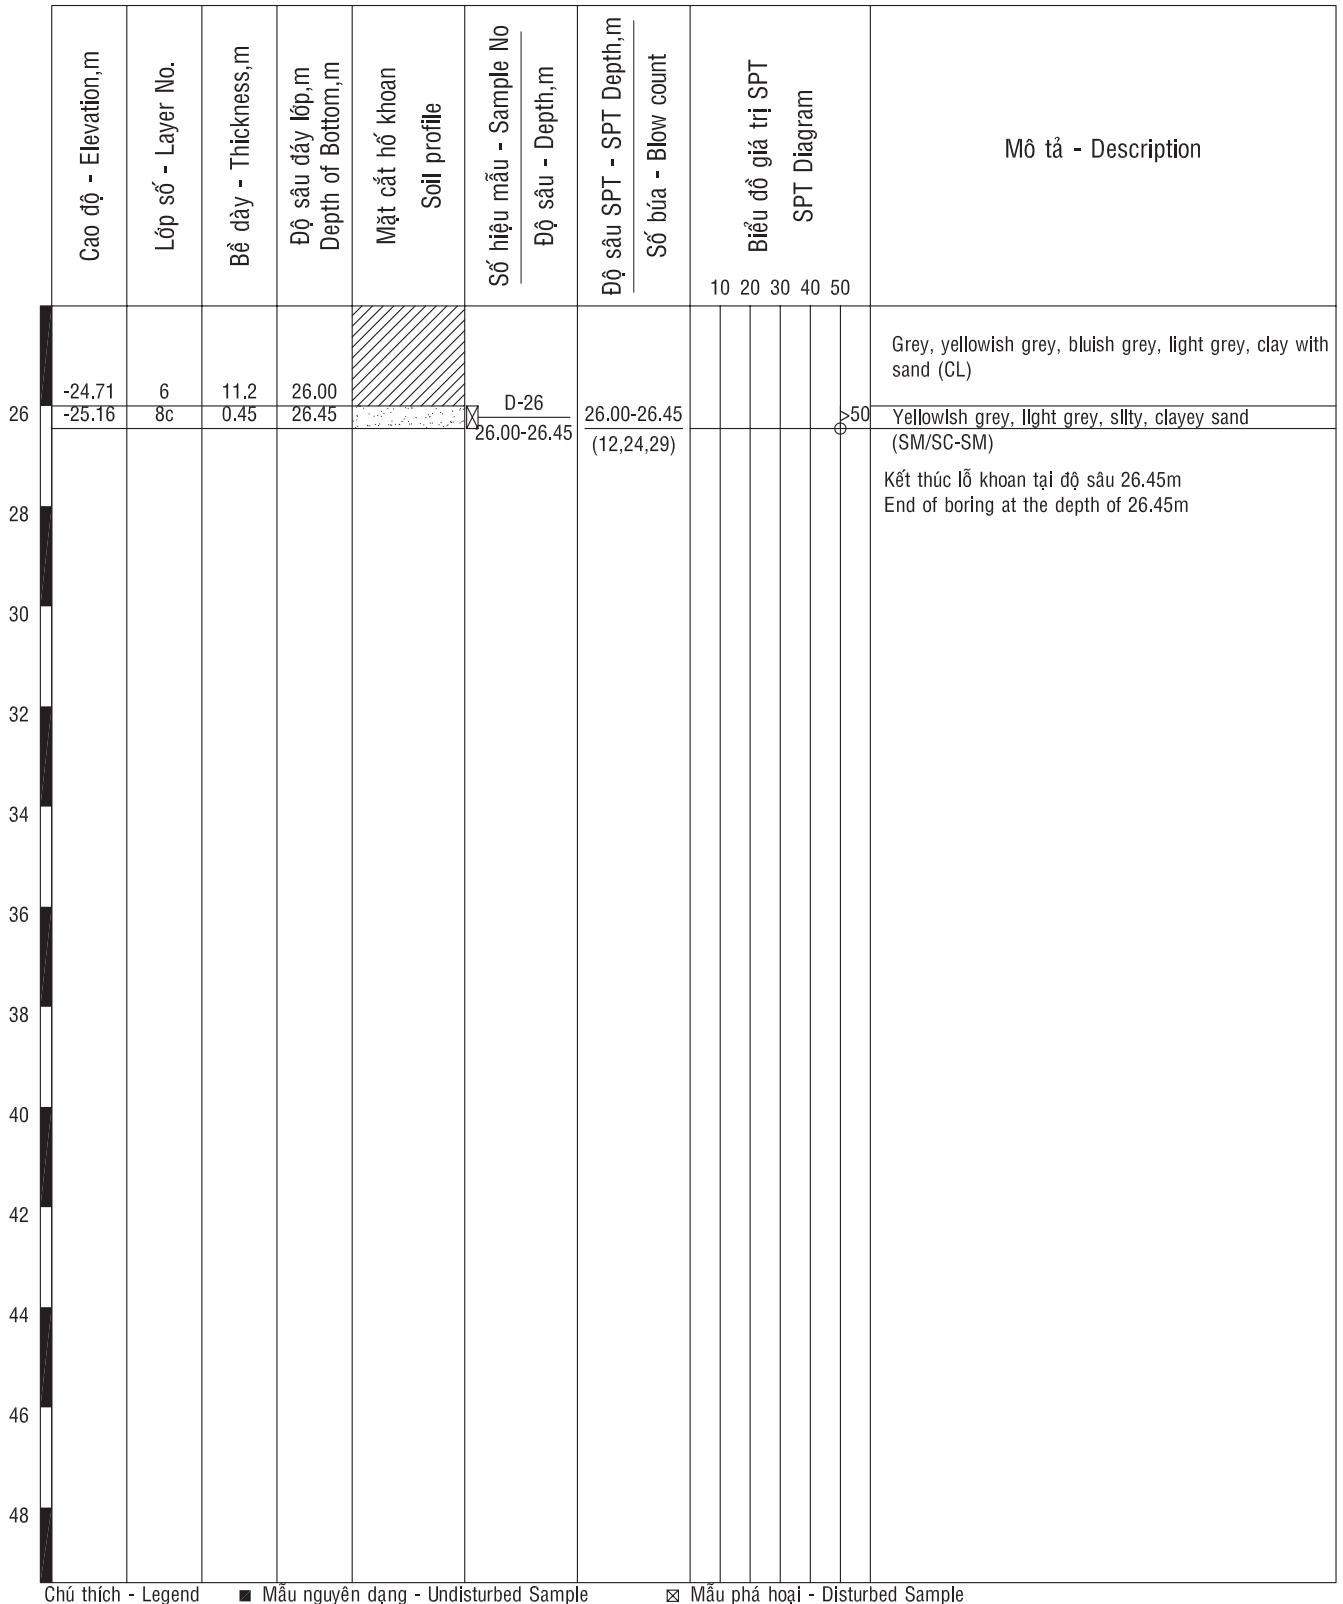 Cao độ - Elevation,m
Lớp số - Layer No.
Bề dày - Thickness,m
Độ sâu đáy lớp,m
Depth of Bottom,m
Mặt cắt hố khoan
Soil profile
Số hiệu mẫu - Sample No
Độ sâu - Depth,m
Độ sâu SPT - SPT Depth,m
Số búa - Blow count
Biểu đồ giá trị SPT
SPT Diagram
10 20 30 40 50
Mô tả - Description
Grey, yellowish grey, bluish grey, light grey, clay with
sand (CL)
-24.71 6 11.2 26.00
26 -25.16 8c 0.45 26.45
D-26
26.00-26.45
26.00-26.45
(12,24,29)
>50
Yellowish grey, light grey, silty, clayey sand
(SM/SC-SM)
Kết thúc lỗ khoan tại độ sâu 26.45m
End of boring at the depth of 26.45m
28
30
32
34
36
38
40
42
44
46
48
Chú thích - Legend Mẫu nguyên dạng - Undisturbed Sample Mẫu phá hoại - Disturbed Sample